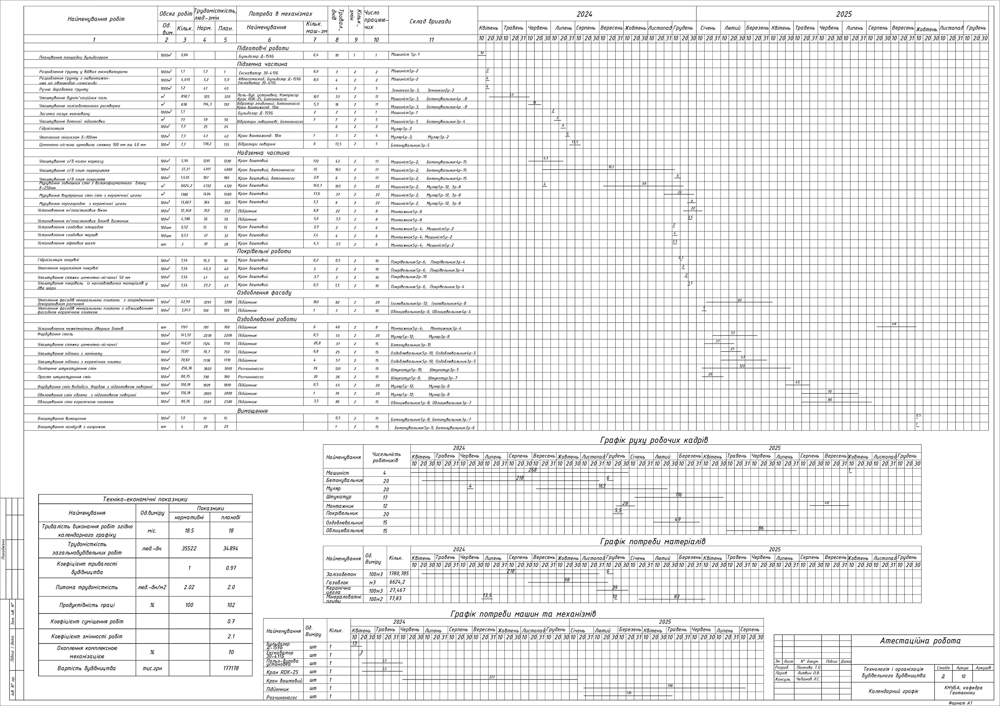 Найменування робіт Обсяг робіт Трудомісткість, люд-змін Потреба в механізмах Тривал., днів Кільк., змін Число працюю-чих Склад бригади 2024 2025
Од. вим. Кільк. Норм. План. Найменування Кільк. маш-зм
Квітень Травень Червень Липень Серпень Вересень Жовтень Листопад Грудень Січень Лютий Березень Квітень Травень Червень Липень Серпень Вересень Жовтень Листопад Грудень
1 2 3 4 5 6 7 8 9 10 11 10 20 30 10 20 31 10 20 30 10 20 31 10 20 30 10 20 31 10 20 30 10 20 31 10 20 30 10 20 31 10 20 31 10 20 31 10 20 30 10 20 31 10 20 31 10 20 31 10 20 30 10 20 31 10 20 30 10 20 31 10 20 30
Підготовчі роботи
Планування площадки бульдозером 1000м² 0,84 Бульдозер Д-159Б 0,4 10 1 1 Машиніст 5р-1 10
Підземна частина
Розроблення ґрунту у відвал екскаваторами 1000м³ 1,1 1,3 1 Екскаватор ЗО-411Б 6,0 3 2 2 Машиніст5р-2 3
Розроблення ґрунту з навантажен-ням на автомобілі-самоскиди 1000м³ 4,075 5,2 5,0 Автосамоскид; Бульдозер Д-159Б Екскаватор ЗО-411Б 8,0 4 2 2 Машиніст5р-2 4
Ручна дороботка ґрунту 1000м³ 1,2 41 40 4 2 5 Землекоп3р-3; Землекоп2р-2 4
Улаштування буроін'єкційних паль м³ 858,1 325 320 Паль-бур. установка; Компресор Кран RDK-25; Бетононасос 107 53 2 11 Машиніст5р-3; Бетонувальник4р -8 53
Улаштування залізобетонного ростверка м³ 878 194,3 192 Вібратор глибинний; Бетононасос Кран вантажопід. 10т 5,3 16 2 11 Машиніст5р-3; Бетонувальник4р -8 16
Засипка пазух котловану 1000м³ 1,1 Бульдозер Д-159Б 2 2 2 1 Машиніст5р-1 2
Улаштування бетоної підготовки м³ 73 59 56 Вібратори поверхневі; Бетононасос 7 7 2 5 Машиніст5р-1; Бетонувальник3р-4 7
Гідроізоляція 100м² 7,3 25 24 6 2 2 Муляр3р-2 6
Утеплення піносклом δ=100мм 100м² 7,3 43 40 Кран вантажопід. 10т 1 5 2 4 Муляр4р-2; Муляр3р-2 5
Цементно-пісчана армована стяжка 100 мм та 40 мм 100м² 7,3 138,2 135 Вібратори поверхні 6 13,5 2 5 Бетонувальник3р-5 13,5
Надземна частина
Улаштування з/б колон каркасу 100м³ 5,94 1291 1290 Кран баштовий 172 43 2 17 Машиніст5р-2; Бетонувальник4р-15 43
Улаштування з/б плит перекриття 100м³ 37,31 4911 4890 Кран баштовий; бетононасос 75 163 2 17 Машиніст5р-2; Бетонувальник4р-15 163
Улаштування з/б плит покриття 100м³ 1,435 187 180 Кран баштовий; бетононасос 2,8 6 2 17 Машиніст5р-2; Бетонувальник4р-15 6
Мурування зовнішних стін з великоформатного блоку δ=250мм м³ 6624,2 4132 4120 Кран баштовий 140,7 103 2 22 Машиніст5р-2; Муляр5р-12; 3р-8 4 99
Мурування внутрішних стін стін з керамічної цегли м³ 1380 1494 1480 Кран баштовий 77,6 37 2 22 Машиніст5р-2; Муляр5р-12; 3р-8 37
Мурування перегородок з керамічної цегли 100м³ 13,667 364 360 Кран баштовий 7,3 9 2 22 Машиніст5р-2; Муляр5р-12; 3р-8 9
Установлення м/пластикових вікон 100м² 12,348 352 352 Підйомник 6,8 22 2 8 Монтажник5р-8 22
Установлення м/пластикових блоків балконих 100м² 4,586 56 56 Підйомник 5,6 3,5 2 8 Монтажник5р-8 3,5
Установлення сходових площадок 100шт 0,52 15 15 Кран баштовий 2,9 2 2 6 Монтажник5р-4; Машиніст5р-2 2
Установлення сходових маршів 100шт 0,53 37 32 Кран баштовий 7,4 4 2 6 Монтажник5р-4; Машиніст5р-2 4
Установлення ліфтових шахт шт 3 30 28 Кран баштовий 4,5 3,5 2 6 Монтажник5р-4; Машиніст5р-2 3,5
Покрівельні роботи
Гідроізоляція покрівлі 100м² 7,54 10,3 10 Кран баштовий 0,2 0,5 2 10 Покрівельник5р-6; Покрівельник3р-4 0,5
Утеплення керамзітом покрівлі 100м² 7,54 40,3 40 Кран баштовий 5 2 2 10 Покрівельник5р-6; Покрівельник3р-4 2
Улаштування стяжки цементно-пісчаної 50 мм 100м² 7,54 41 40 Кран баштовий 3,7 2 2 10 Покрівельник2р-10 2
Улаштування покрівель із наплавлюваних матеріалів у два шари 100м² 7,54 27,2 27 Кран баштовий 0,5 1,5 2 10 Покрівельник5р-6; Покрівельник3р-4 1,5
Оздоблення фасаду
Утеплення фасадів мінеральними плитами з опорядженням декоративним розчином 100м² 62,99 3291 3280 Підйомник 160 82 2 20 Ізолювальник6р-12; Ізолювальник4р-8 82
Утеплення фасадів мінеральними плитами з облицюванням фасадною керамічною плиткою 100м² 3,243 100 100 Підйомник 1 5 2 10 Облицювальник6р-6; Облицювальник4р-4 5
Оздоблюванні роботи
Установлення межкімнатних дверних блоків шт 1197 781 768 Підйомник 6 48 2 8 Монтажник5р-4; Монтажник3р-4 48
Фарбування стель 100м² 141,39 2238 2200 Підйомник 0,5 55 2 20 Муляр5р-12; Муляр3р-8 55
Улаштування стяжки цементно-пісчаної 100м² 148,01 1124 1110 Підйомник 26,8 37 2 15 Бетонувальник3р-15 37
Улаштування підлоги з ламінату 100м² 71,81 76,7 750 Підйомник 6,8 25 2 15 Оздоблювальник5р-10; Оздоблювальник4р-5 25
Улаштування підлоги з керамічнох плитки 100м² 70,60 1736 1710 Підйомник 4 57 2 15 Оздоблювальник5р-10; Оздоблювальник3р-5 57
Поліпшене штукатурення стін 100м² 256,36 3602 3600 Розчинонасос 79 120 2 15 Штукатур5р-10; Штукатур3р-5 120
Просте штукатурення стін 100м² 80,75 790 780 Розчинонасос 20 26 2 15 Штукатур5р-8; Штукатур3р-7 26
Фарбування стін вододісп. Фарбою з підготовкою поверхні 100м² 100,18 1829 1800 Підйомник 0,5 45 2 20 Муляр5р-12; Муляр3р-8 45
Обклеювання стін обоями з підготовкою поверхні 100м² 156,18 2805 2800 Підйомник 1 70 2 20 Муляр5р-12; Муляр3р-8 70
Облицювання стін керамічною плиткою 100м² 80,76 2581 2580 Підйомник 3,5 86 2 15 Облицювальник5р-8; Облицювальник3р-7 86
Вимощення
Влаштування вимощення 100м² 1,0 19 15 0,5 2 15 Бетонувальник5р-8; Бетонувальник3р-7 0,5
Влаштування пандусів з огорожею шт 4 29 29 1 2 15 Бетонувальник5р-9; Бетонувальник3р-6 1
Графік руху робочих кадрів
Найменування Чисельність робітників 2024 2025
Квітень Травень Червень Липень Серпень Вересень Жовтень Листопад Грудень Січень Лютий Березень Квітень Травень Червень Липень Серпень Вересень Жовтень Листопад Грудень
10 20 30 10 20 31 10 20 30 10 20 31 10 20 30 10 20 31 10 20 30 10 20 31 10 20 30 10 20 31 10 20 31 10 20 31 10 20 30 10 20 31 10 20 31 10 20 31 10 20 30 10 20 31 10 20 30 10 20 31 10 20 30
Машиніст 4 268 1
Бетонувальник 20 218 6
Муляр 20 4 163
Штукатур 17 116
Монтажник 12 28 48
Покрівельник 20 5,5
Оздоблювальник 15 49
Облицювальник 15 86
Графік потреби матеріалів
Найменування Од. Виміру Кільк. 2024 2025
Квітень Травень Червень Липень Серпень Вересень Жовтень Листопад Грудень Січень Лютий Березень Квітень Травень Червень Липень Серпень Вересень Жовтень Листопад Грудень
10 20 30 10 20 31 10 20 30 10 20 31 10 20 30 10 20 31 10 20 30 10 20 31 10 20 30 10 20 31 10 20 31 10 20 31 10 20 30 10 20 31 10 20 31 10 20 31 10 20 30 10 20 31 10 20 30 10 20 31 10 20 30
Залізобетон 100м3 1780,785 218 6
Газоблок м3 6624,2 98
Керамічна цегла 100м3 27,467 39
Мінераловатні плити 100м2 77,83 13,5 10 83
Графік потреби машин та механізмів
Найменування Од. Виміру Кільк. 2024 2025
Квітень Травень Червень Липень Серпень Вересень Жовтень Листопад Грудень Січень Лютий Березень Квітень Травень Червень Липень Серпень
10 20 30 10 20 31 10 20 30 10 20 31 10 20 30 10 20 31 10 20 30 10 20 31 10 20 30 10 20 31 10 20 31 10 20 31 10 20 30 10 20 31 10 20 31 10 20 31 10 20 30
Бульдозер Д-159Б шт 1 13
Екскаватор ЗО-411Б шт 1 3
Пальо-бурова установка шт 1 53
Кран RDK-25 шт 1 53
Кран баштовий шт 1 217
Підйомник шт 1 198
Розчинонасос шт 1 116
Техніко-економічні показники
Найменування Од.виміру Показники
нормативні планові
Тривалість виконання робіт згідно календарного графіку міс. 18.5 18
Трудомісткість загальнобудівельних робіт люд.-дн. 35522 34894
Коефіцієнт тривалості будівництва 1 0.97
Питома трудомісткість люд.-дн/м2 2.02 2.0
Продуктівність праці % 100 102
Коефіцієнт суміщення робіт 0.7
Коефіцієнт змінності робіт 2.1
Охоплення комплексною механізацією % 70
Вартість будівництва тис.грн 177178
Погоджено
Зам. інв. N°
Підпис і дата
Інв. N° ор.
Атестаційна робота
Зм. Лист N° докум. Підпис Дата
Розроб. Панкова Т.О.
Перев. Литвин О.В.
Консуль. Чебанов Л.С.
Технологія і організація будівельного будівництва
Стаідя Аркуш Аркушів
Д 10
Календарний графік
КНУБА, кафедра Геотехніки
Формат А1